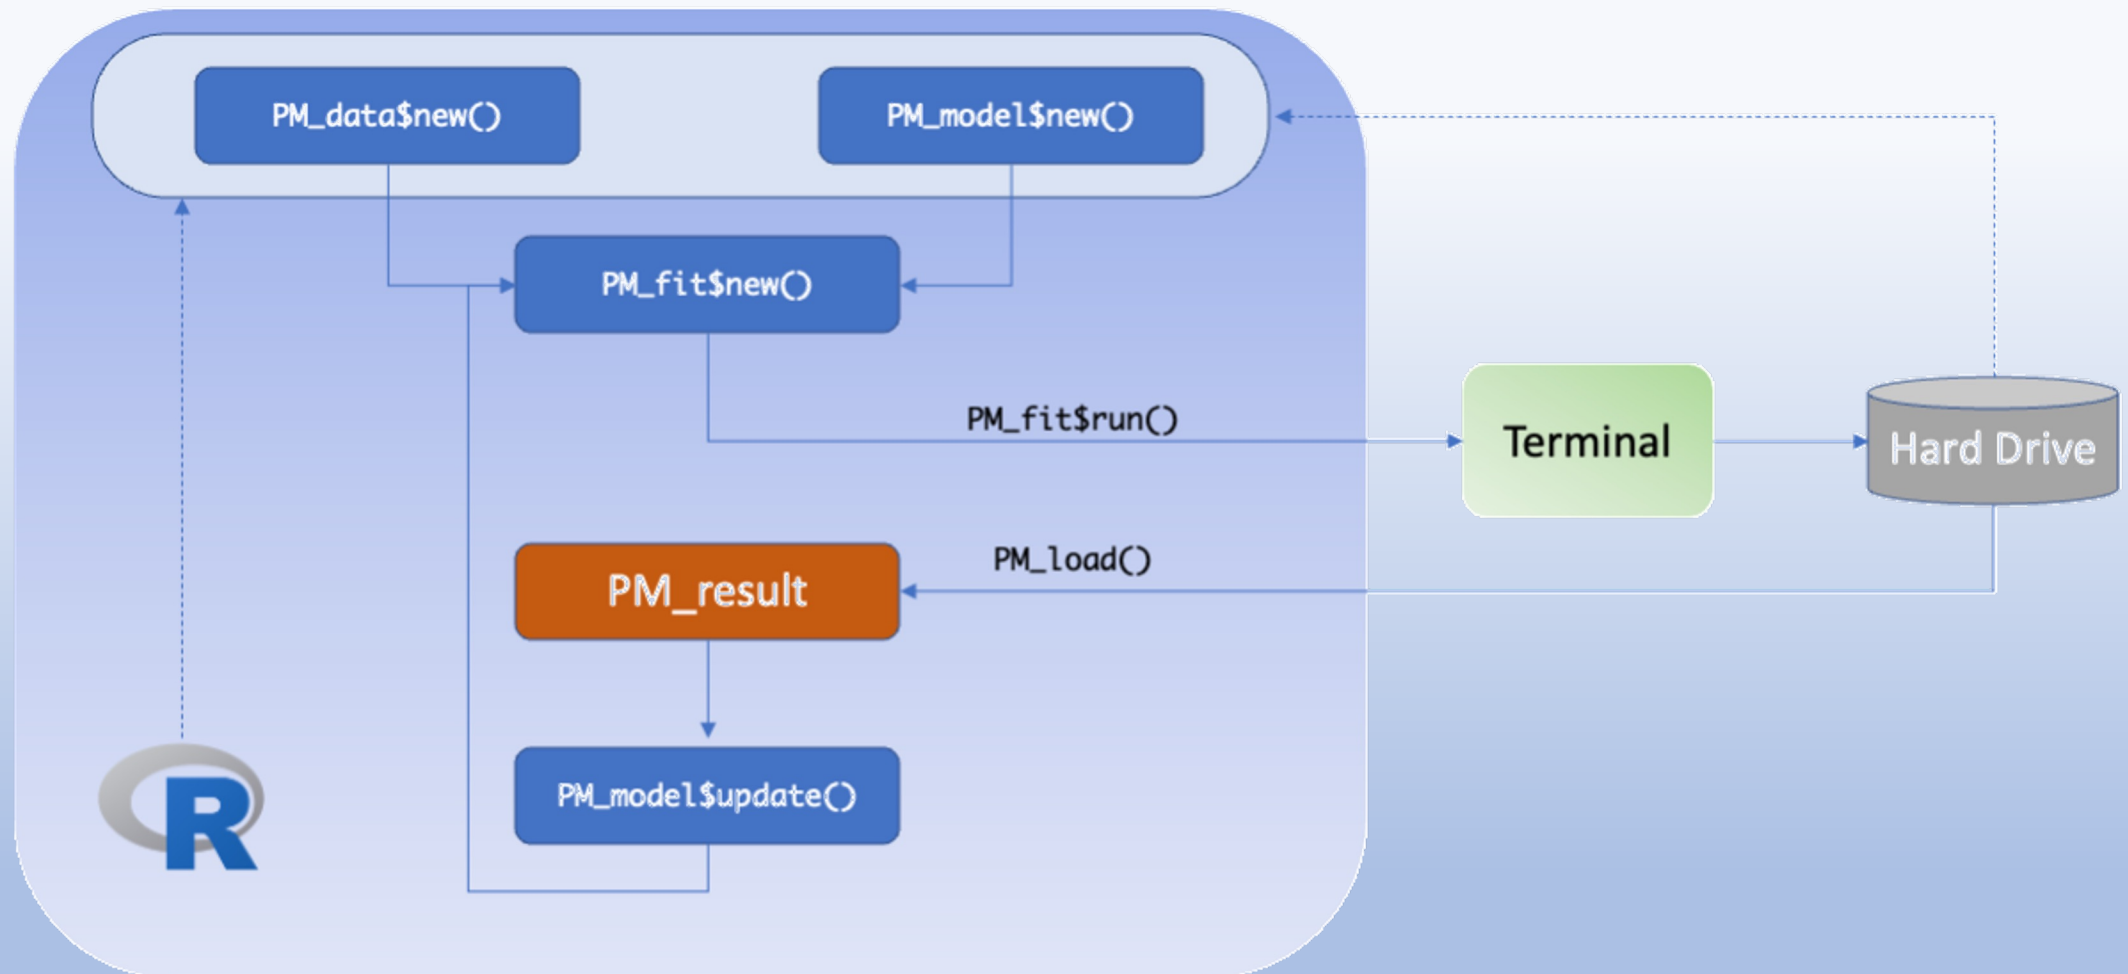 PM_data$new()
PM_model$new()
PM_fit$new()
PM_fit$run()
Terminal
Hard Drive
PM_load()
PM_result
PM_model$update()
R